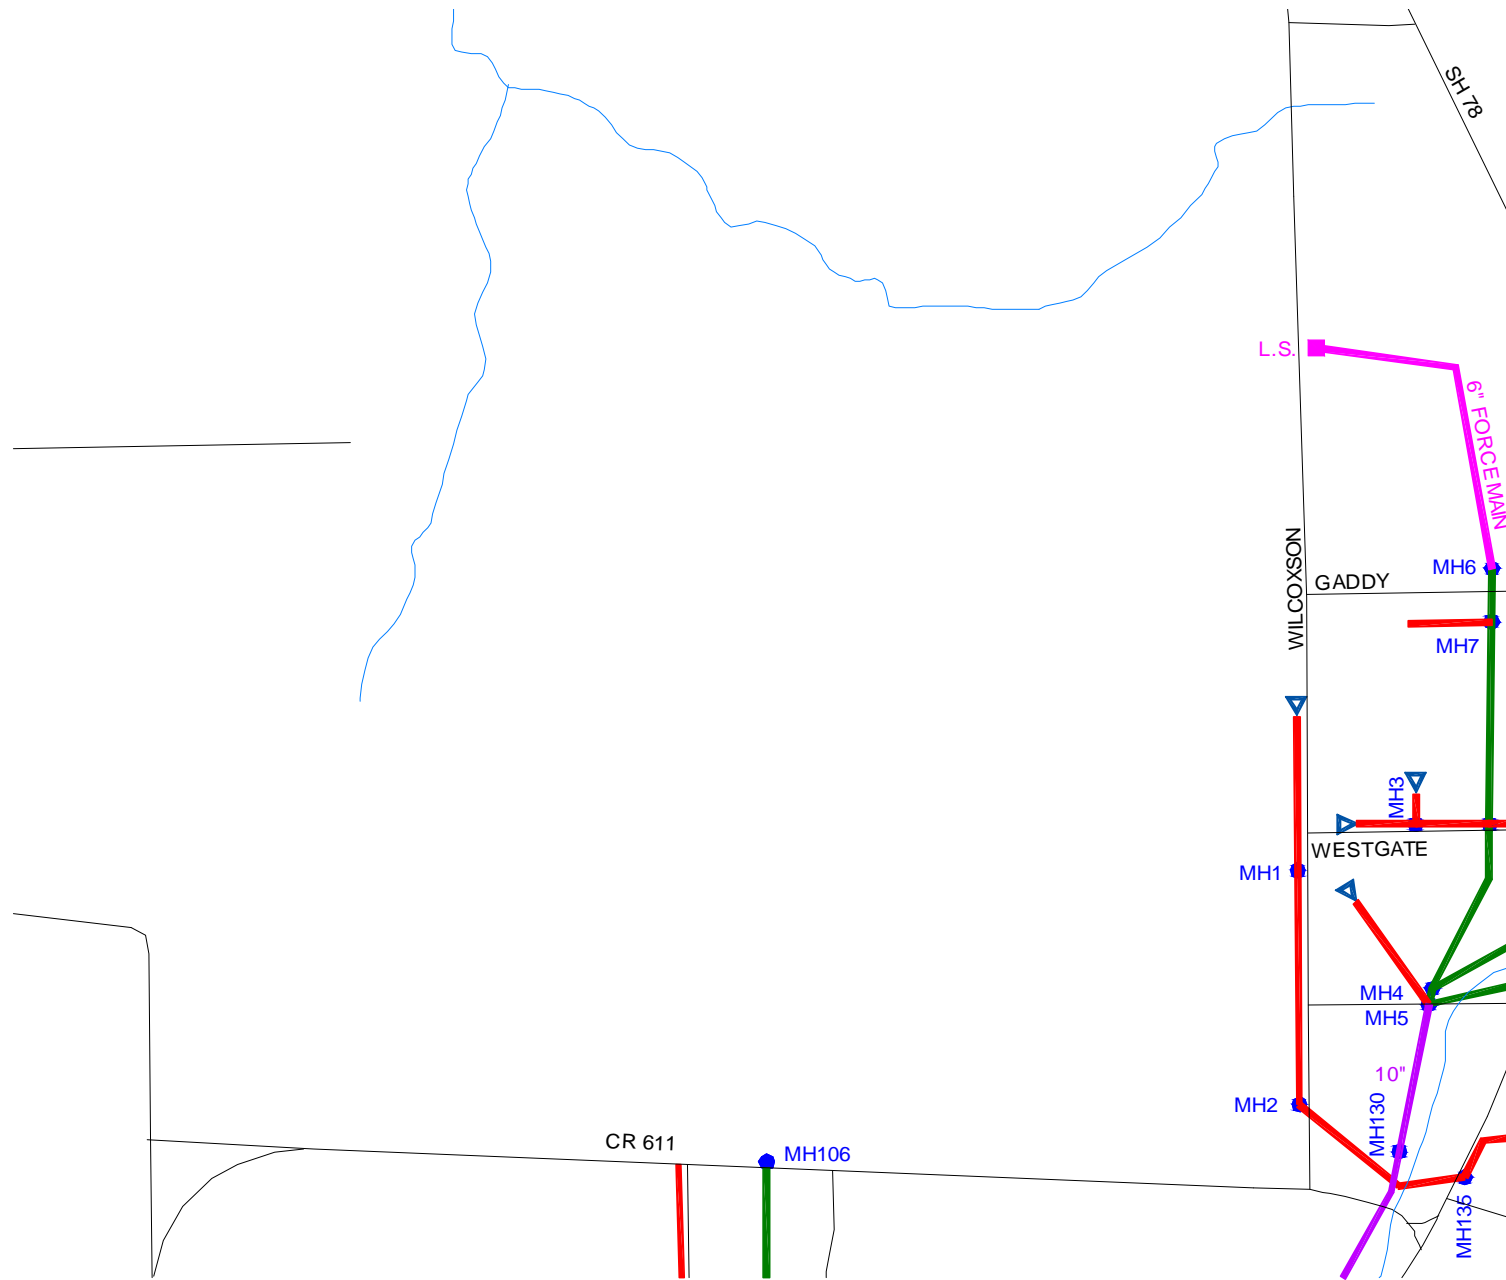 SH 78
L.S.
6" FORCE MAIN
WILCOXSON
MH6
GADDY
MH7
MH3
WESTGATE
MH1
MH4
MH5
10"
MH2
MH130
CR 611
MH106
MH135